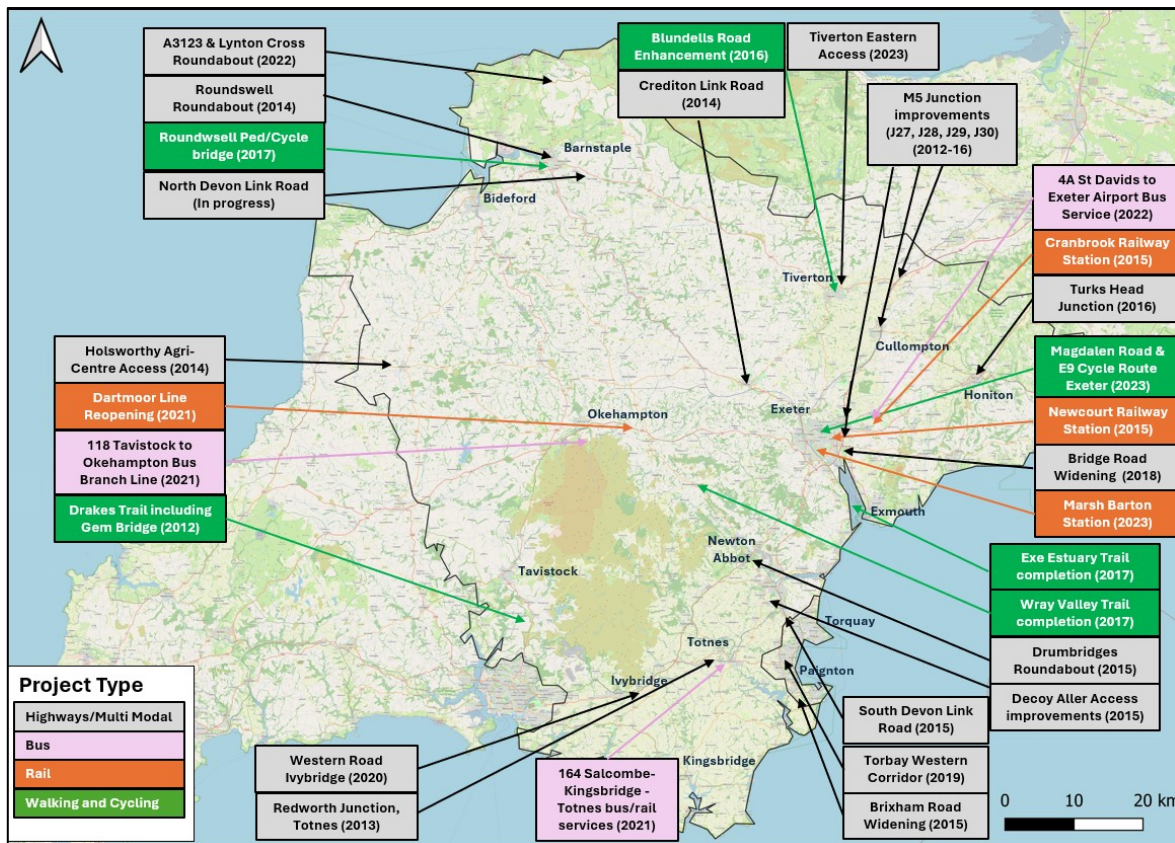 A3123 & Lynton Cross
Roundabout (2022)
Roundswell
Roundabout (2014)
Roundwsell Ped/Cycle
bridge (2017)
North Devon Link Road
(In progress)
Blundells Road
Enhancement (2016)
Crediton Link Road
(2014)
Tiverton Eastern
Access (2023)
M5 Junction
improvements
(J27, J28, J29, J30)
(2012-16)
4A St Davids to
Exeter Airport Bus
Service (2022)
Cranbrook Railway
Station (2015)
Turks Head
Junction (2016)
Magdalen Road &
E9 Cycle Route
Exeter (2023)
Newcourt Railway
Station (2015)
Bridge Road
Widening (2018)
Marsh Barton
Station (2023)
Exe Estuary Trail
completion (2017)
Wray Valley Trail
completion (2017)
Drumbridges
Roundabout (2015)
Decoy Aller Access
improvements (2015)
Holsworthy Agri-
Centre Access (2014)
Dartmoor Line
Reopening (2021)
118 Tavistock to
Okehampton Bus
Branch Line (2021)
Drakes Trail including
Gem Bridge (2012)
Barnstaple
Bideford
Tiverton
Cullompton
Honiton
Okehampton
Exeter
Exmouth
Newton
Abbot
Tavistock
Torquay
Totnes
Paignton
Ivybridge
Kingsbridge
Project Type
Highways/Multi Modal
Bus
Rail
Walking and Cycling
Western Road
Ivybridge (2020)
Redworth Junction,
Totnes (2013)
164 Salcombe-
Kingsbridge -
Totnes bus/rail
services (2021)
South Devon Link
Road (2015)
Torbay Western
Corridor (2019)
Brixham Road
Widening (2015)
0 10 20 km